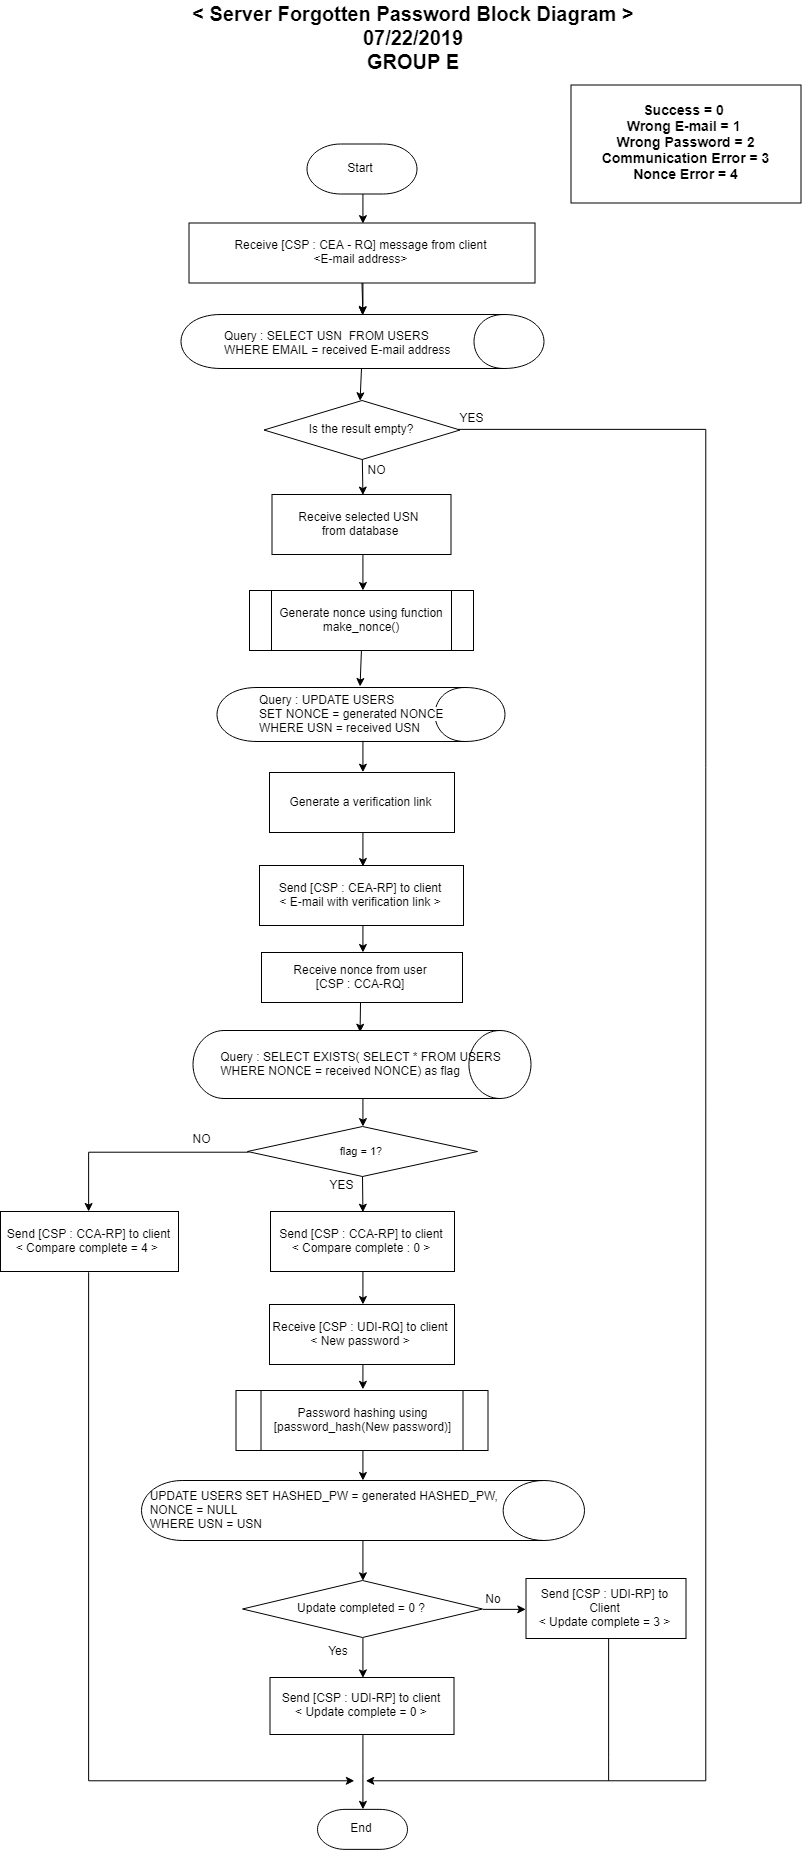 < Server Forgotten Password Block Diagram >
07/22/2019
GROUP E
Success = 0
Wrong E-mail = 1
Wrong Password = 2
Communication Error = 3
Nonce Error = 4
Start
Receive [CSP : CEA - RQ] message from client
<E-mail address>
Query : SELECT USN  FROM USERS
WHERE EMAIL = received E-mail address
Is the result empty?
YES
NO
Receive selected USN
from database
Generate nonce using function
make_nonce()
Query : UPDATE USERS
SET NONCE = generated NONCE
WHERE USN = received USN
Generate a verification link
Send [CSP : CEA-RP] to client
< E-mail with verification link >
Receive nonce from user
[CSP : CCA-RQ]
Query : SELECT EXISTS( SELECT * FROM USERS
WHERE NONCE = received NONCE) as flag
flag = 1?
NO
YES
Send [CSP : CCA-RP] to client
< Compare complete = 4 >
Send [CSP : CCA-RP] to client
< Compare complete : 0 >
Receive [CSP : UDI-RQ] to client
< New password >
Password hashing using
[password_hash(New password)]
UPDATE USERS SET HASHED_PW = generated HASHED_PW,
NONCE = NULL
WHERE USN = USN
Update completed = 0 ?
No
Yes
Send [CSP : UDI-RP] to
Client
< Update complete = 3 >
Send [CSP : UDI-RP] to client
< Update complete = 0 >
End